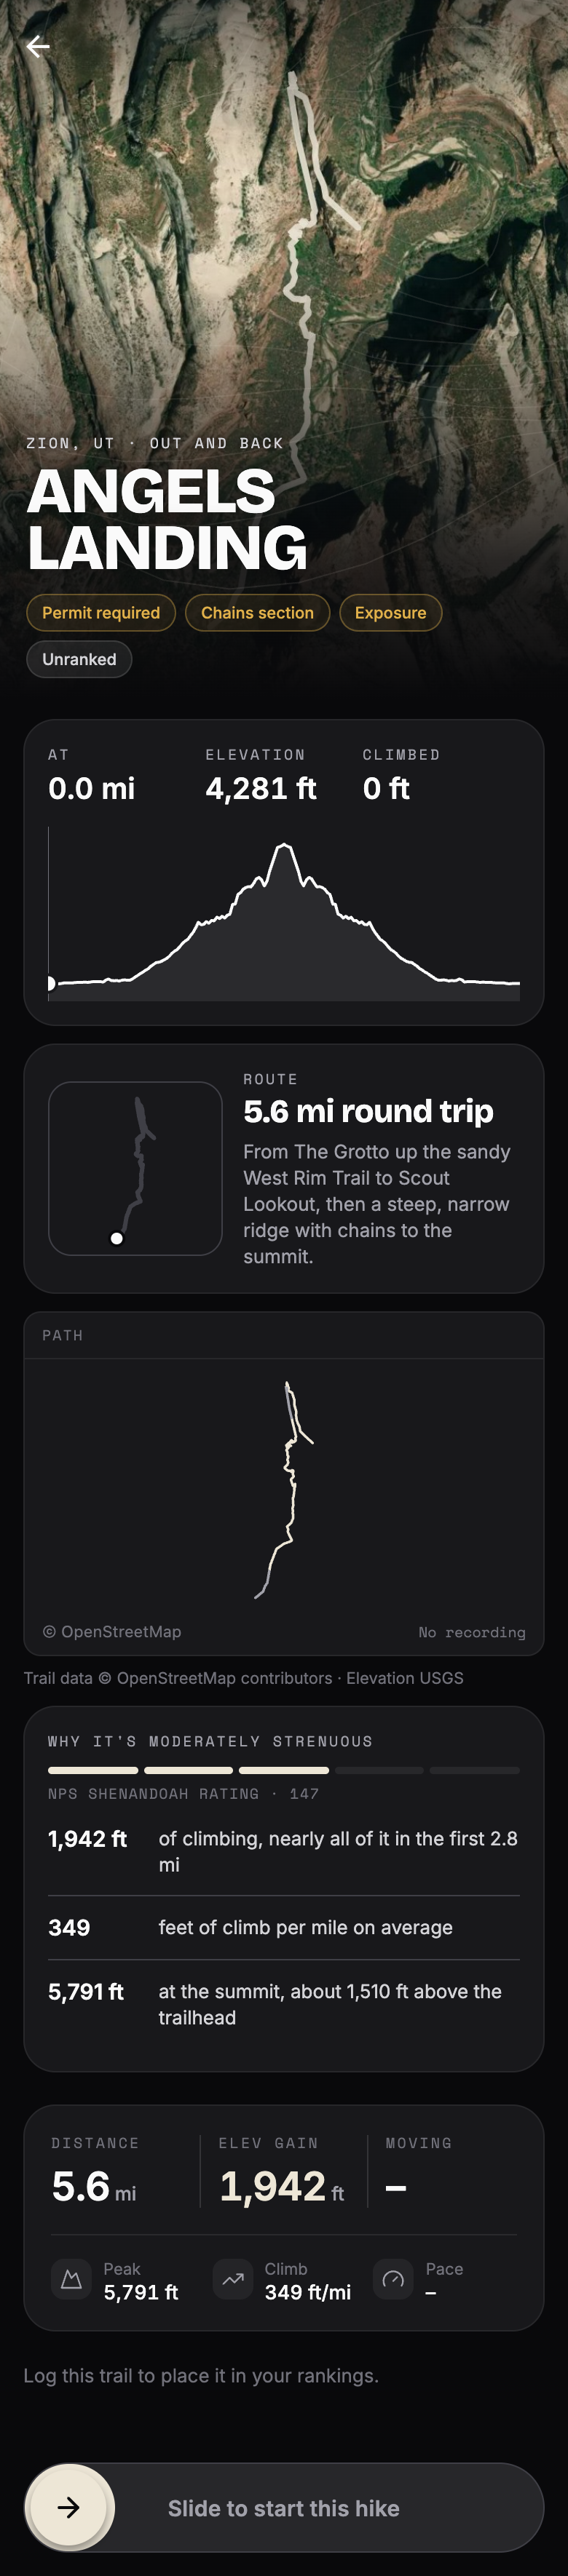 ZION, UT · OUT AND BACK
ANGELS
LANDING
Permit required
Chains section
Exposure
Unranked
AT
ELEVATION
CLIMBED
0.0 mi
4,281 ft
0 ft
ROUTE
5.6 mi round trip
From The Grotto up the sandy
West Rim Trail to Scout
Lookout, then a steep, narrow
ridge with chains to the
summit.
PATH
© OpenStreetMap
No recording
Trail data © OpenStreetMap contributors · Elevation USGS
WHY IT'S MODERATELY STRENUOUS
NPS SHENANDOAH RATING · 147
1,942 ft
of climbing, nearly all of it in the first 2.8
mi
349
feet of climb per mile on average
5,791 ft
at the summit, about 1,510 ft above the
trailhead
DISTANCE
5.6 mi
ELEV GAIN
1,942 ft
MOVING
–
Peak
5,791 ft
Climb
349 ft/mi
Pace
–
Log this trail to place it in your rankings.
Slide to start this hike